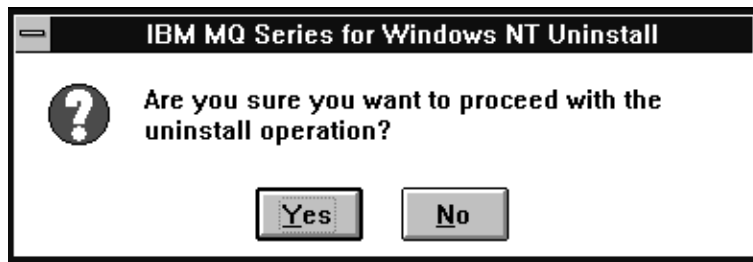 IBM MQ Series for Windows NT Uninstall
Are you sure you want to proceed with the
uninstall operation?
Yes No